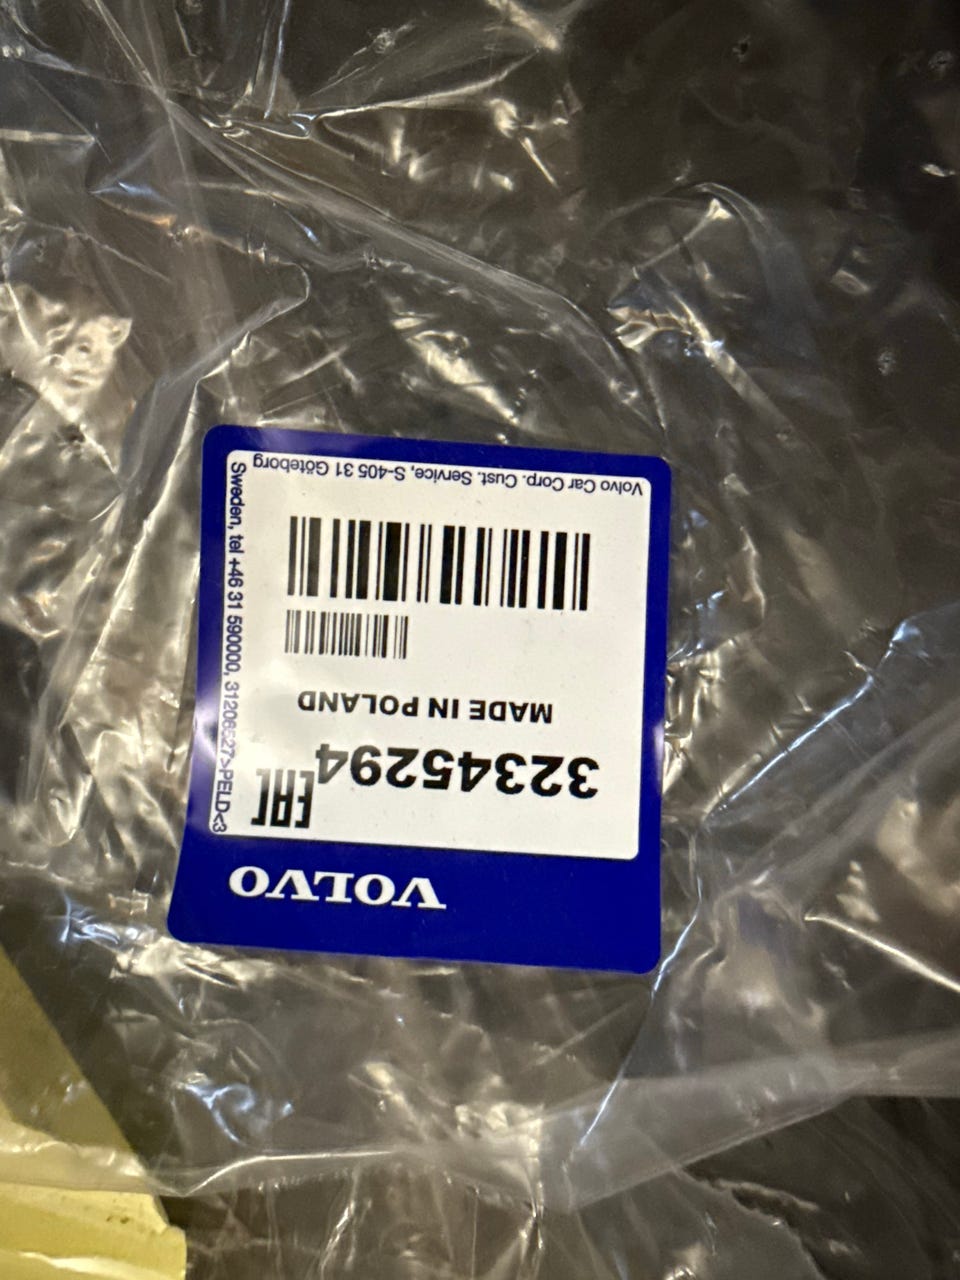 VOLVO
32345294
EAC
MADE IN POLAND
Volvo Car Corp. Cust. Service, S-405 31 Göteborg
Sweden, tel +46 31 590000, 31206527>PELD<3